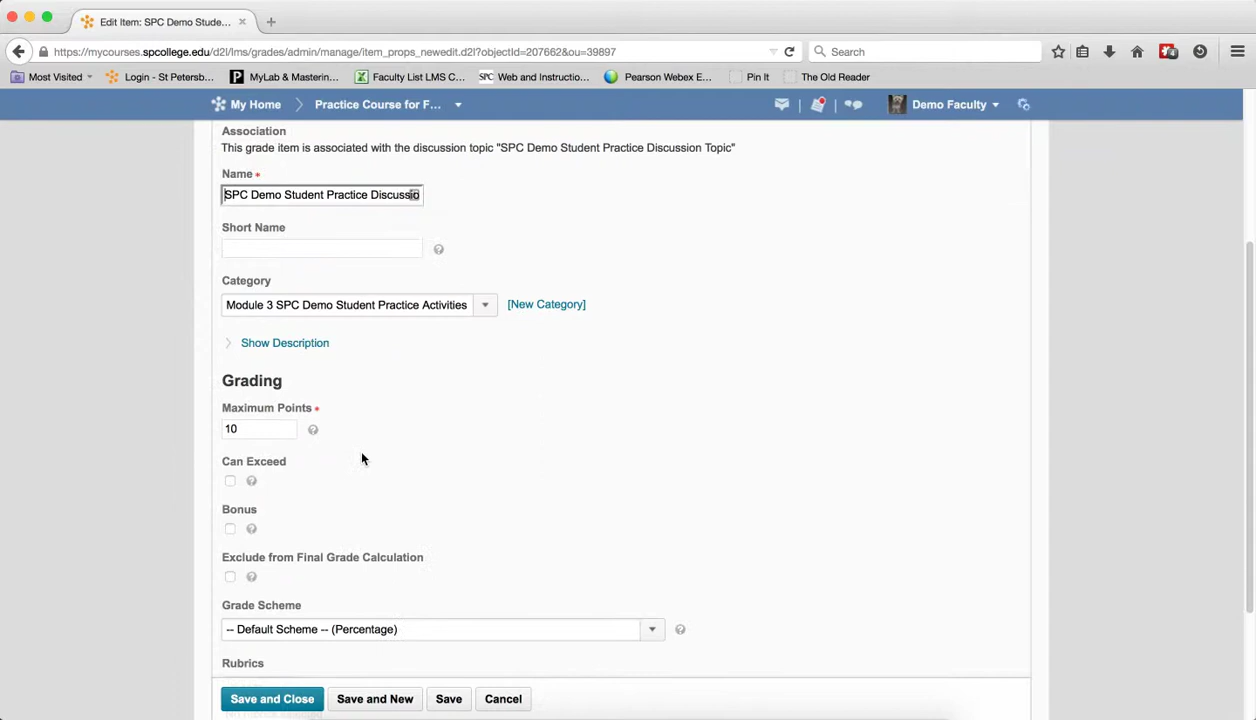 Edit Item: SPC Demo Stude...
https://mycourses.spcollege.edu/d2l/lms/grades/admin/manage/item_props_newedit.d2l?objectId=207662&ou=39897
Search
Most Visited
Login - St Petersb...
MyLab & Masterin...
Faculty List LMS C...
SPC
Web and Instructio...
Pearson Webex E...
Pin It
The Old Reader
My Home
Practice Course for F...
Demo Faculty
Association
This grade item is associated with the discussion topic "SPC Demo Student Practice Discussion Topic"
Name *
SPC Demo Student Practice Discussio
Short Name
Category
Module 3 SPC Demo Student Practice Activities
[New Category]
Show Description
Grading
Maximum Points *
10
Can Exceed
Bonus
Exclude from Final Grade Calculation
Grade Scheme
-- Default Scheme -- (Percentage)
Rubrics
Save and Close
Save and New
Save
Cancel